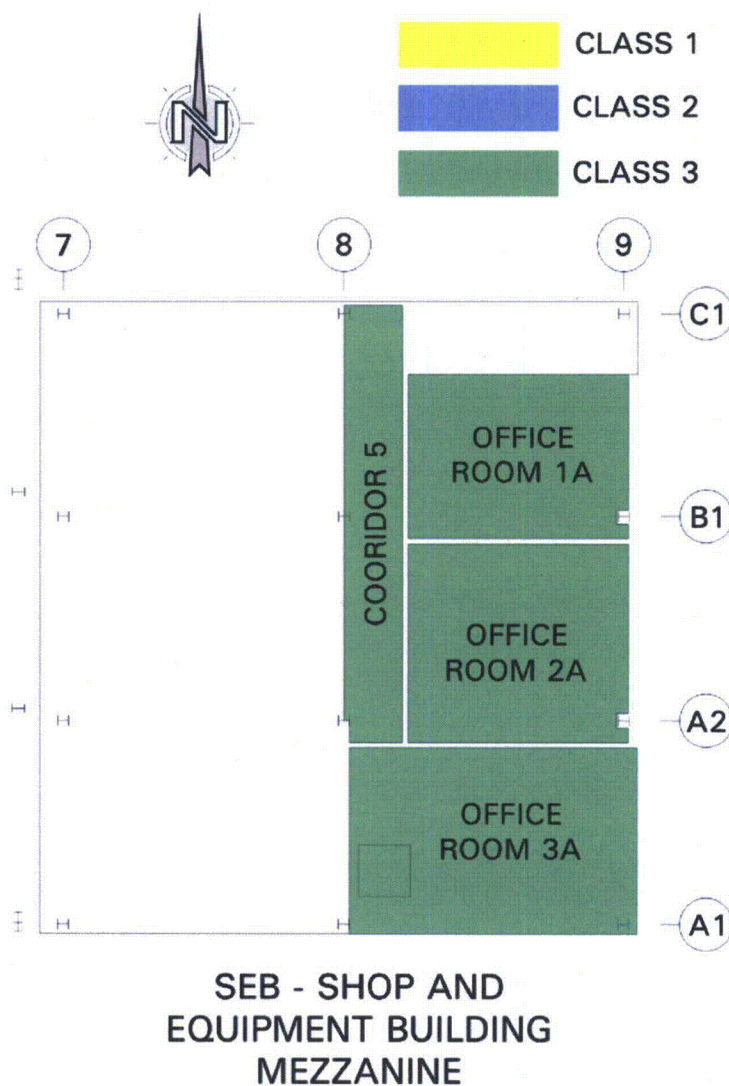 N
CLASS 1
CLASS 2
CLASS 3
7
8
9
C1
OFFICE
ROOM 1A
COORIDOR 5
B1
OFFICE
ROOM 2A
A2
OFFICE
ROOM 3A
A1
SEB - SHOP AND
EQUIPMENT BUILDING
MEZZANINE